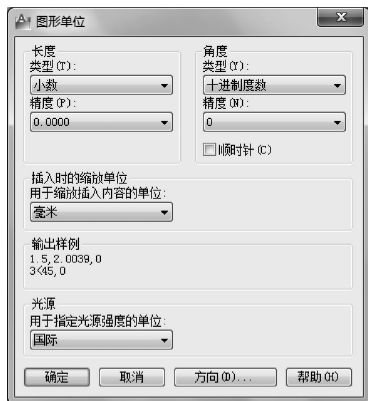 图形单位
长度
类型(T):
小数
精度(P):
0.0000
角度
类型(Y):
十进制度数
精度(N):
0
顺时针(C)
插入时的缩放单位
用于缩放插入内容的单位:
毫米
输出样例
1.5,2.0039,0
3<45,0
光源
用于指定光源强度的单位:
国际
确定
取消
方向(D)...
帮助(H)